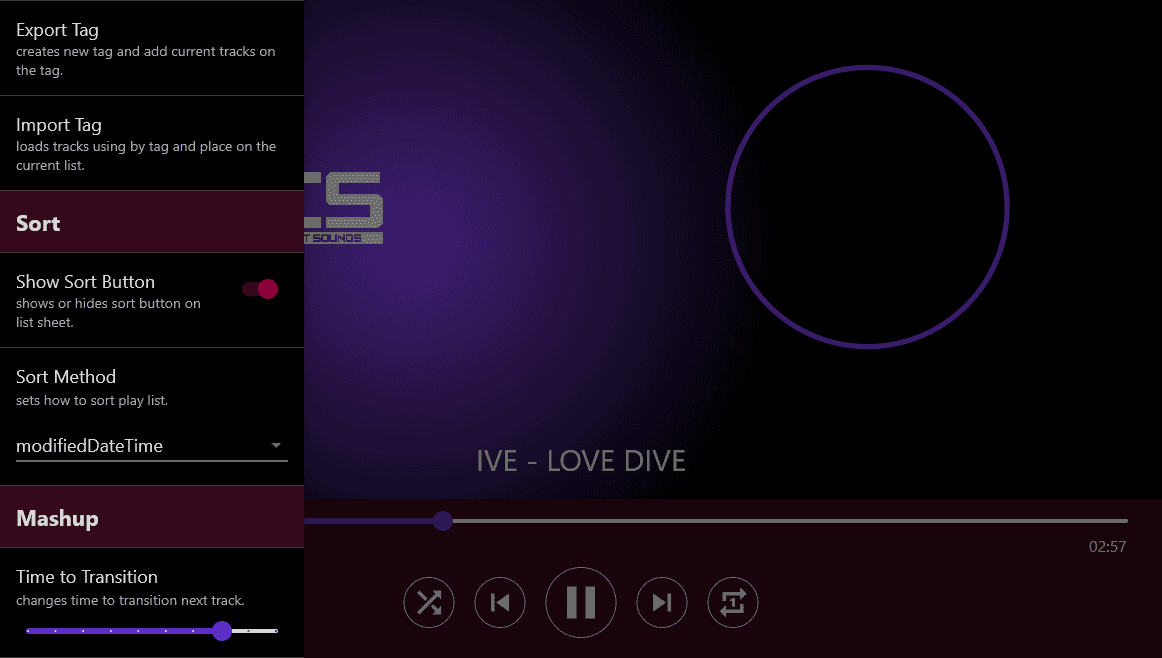 Export Tag
creates new tag and add current tracks on
the tag.
Import Tag
loads tracks using by tag and place on the
current list.
Sort
Show Sort Button
shows or hides sort button on
list sheet.
Sort Method
sets how to sort play list.
modifiedDateTime
Mashup
Time to Transition
changes time to transition next track.
CS
T SOUNDS
IVE - LOVE DIVE
02:57
1